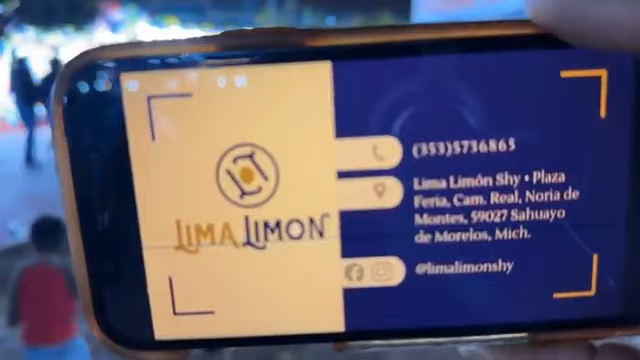 LIMA LIMON
(353)5736865
Lima Limón Shy • Plaza
Feria, Cam. Real, Noria de
Montes, 59027 Sahuayo
de Morelos, Mich.
@limalimonshy